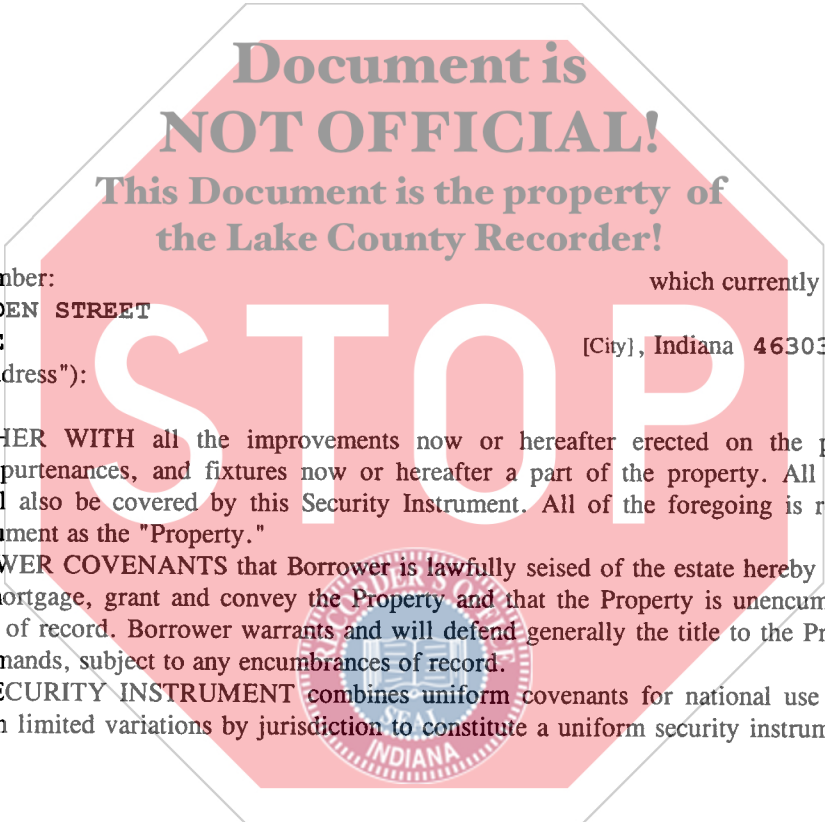 Document is
NOT OFFICIAL!
This Document is the property of
the Lake County Recorder!
mber: which currently
DEN STREET
[City], Indiana 46303
dress"):
STOP
HER WITH all the improvements now or hereafter erected on the p
purtenances, and fixtures now or hereafter a part of the property. All
l also be covered by this Security Instrument. All of the foregoing is r
ument as the "Property."
WER COVENANTS that Borrower is lawfully seised of the estate hereby
ortgage, grant and convey the Property and that the Property is unencum
of record. Borrower warrants and will defend generally the title to the Pr
mands, subject to any encumbrances of record.
ECURITY INSTRUMENT combines uniform covenants for national use
n limited variations by jurisdiction to constitute a uniform security instrum
RECORDER'S OFFICE
SEAL
INDIANA